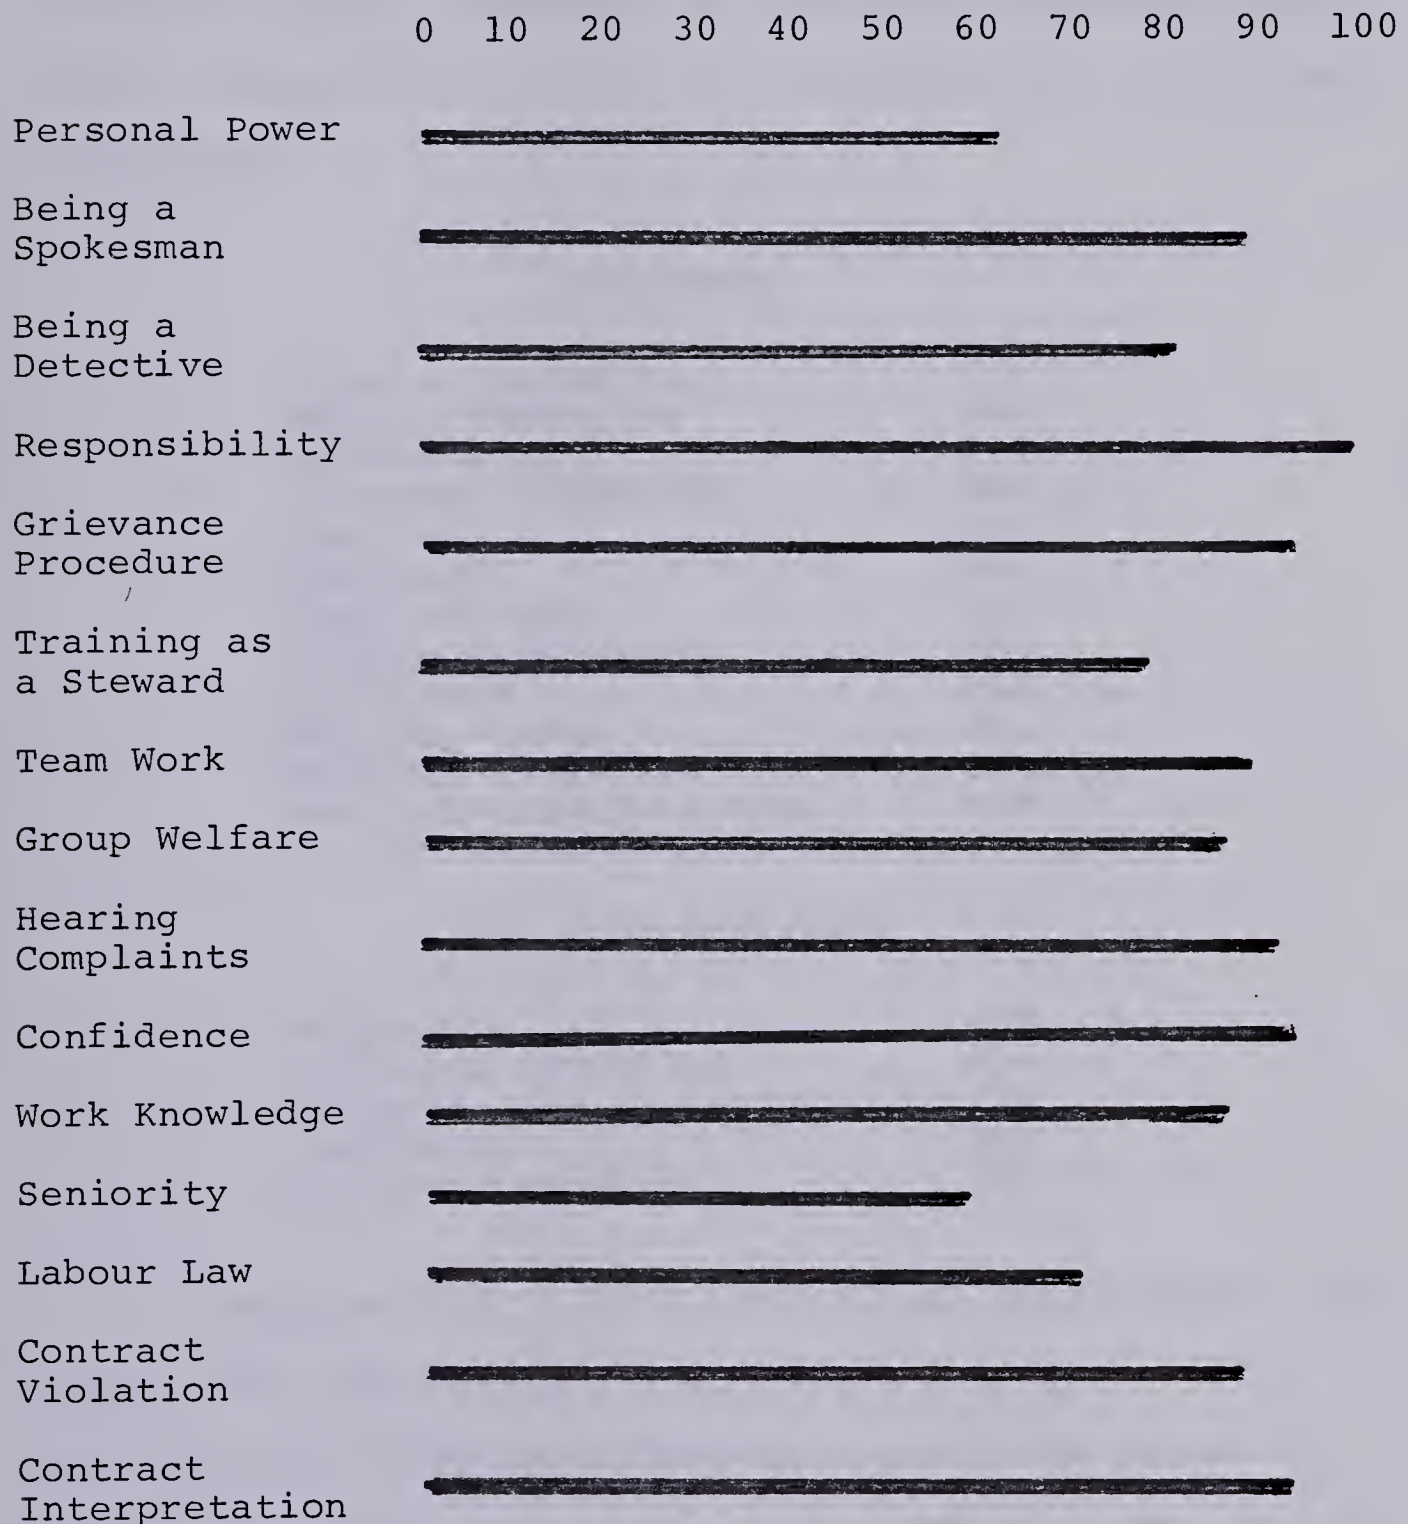 0 10 20 30 40 50 60 70 80 90 100
Personal Power
Being a
Spokesman
Being a
Detective
Responsibility
Grievance
Procedure
Training as
a Steward
Team Work
Group Welfare
Hearing
Complaints
Confidence
Work Knowledge
Seniority
Labour Law
Contract
Violation
Contract
Interpretation